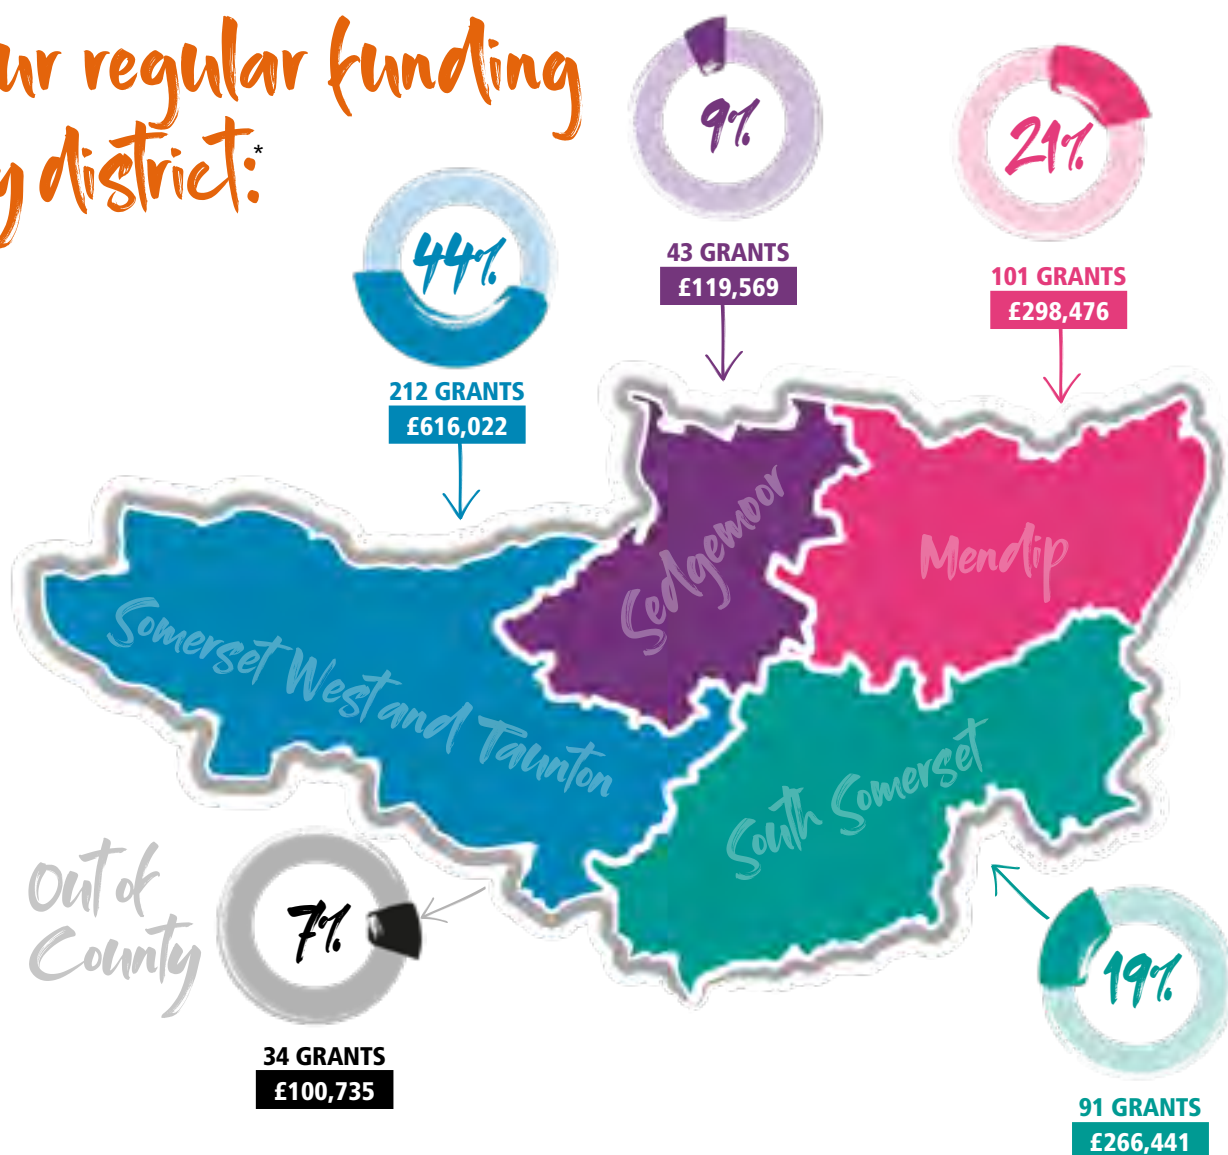 ur regular funding
y district:*
9%
43 GRANTS
£119,569
21%
101 GRANTS
£298,476
44%
212 GRANTS
£616,022
Sedgemoor
Mendip
Somerset West and Taunton
South Somerset
Out of
County
7%
34 GRANTS
£100,735
19%
91 GRANTS
£266,441